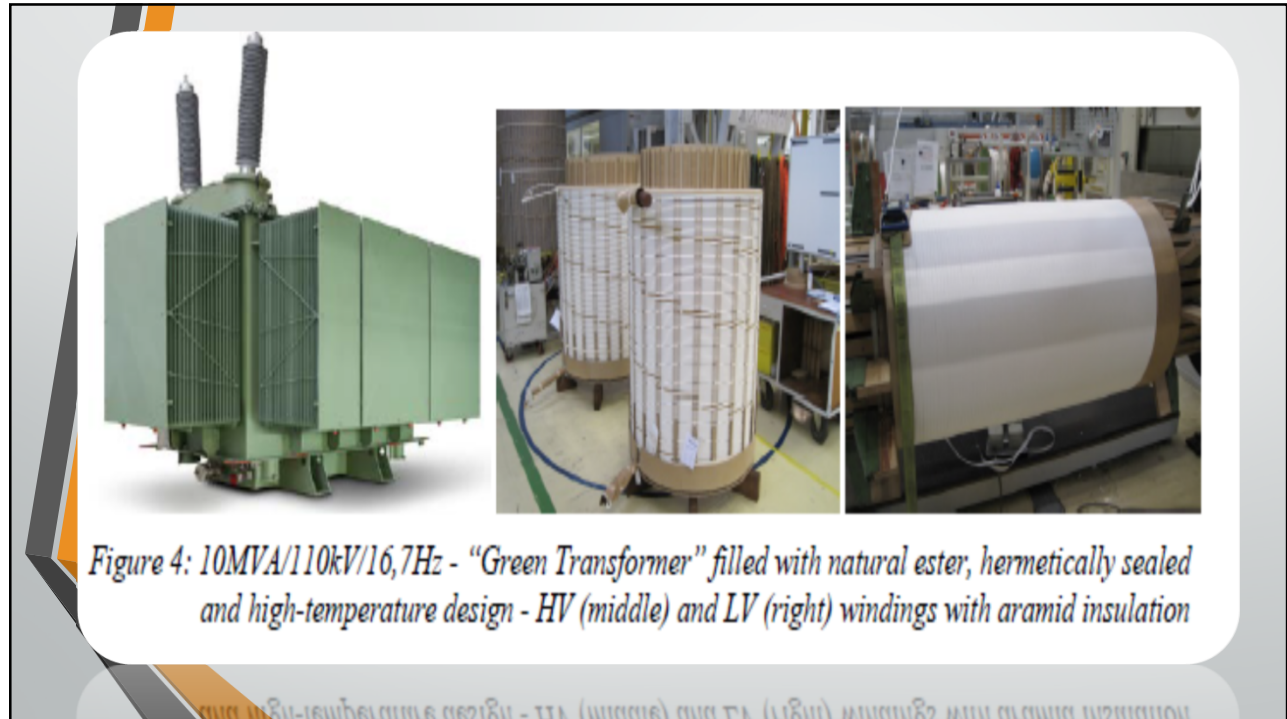 Figure 4: 10MVA/110kV/16,7Hz - “Green Transformer” filled with natural ester, hermetically sealed
and high-temperature design - HV (middle) and LV (right) windings with aramid insulation